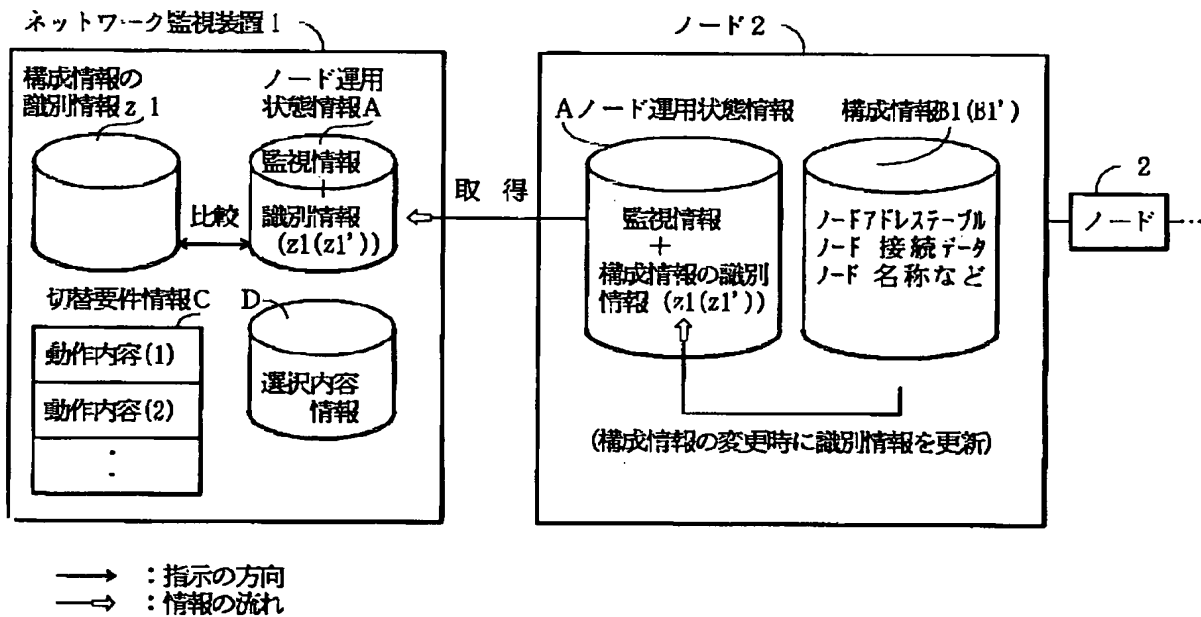 ネットワーク監視装置1
構成情報の
識別情報z1
ノード運用
状態情報A
監視情報
+
識別情報
(z1(z1'))
比較
切替要件情報C
動作内容(1)
動作内容(2)
:
D
選択内容
情報
取 得
ノード2
Aノード運用状態情報
監視情報
+
構成情報の識別
情報 (z1(z1'))
構成情報B1(B1')
ノードアドレステーブル
ノード 接続データ
ノード 名称など
(構成情報の変更時に識別情報を更新)
2
ノード
…
:指示の方向
:情報の流れ